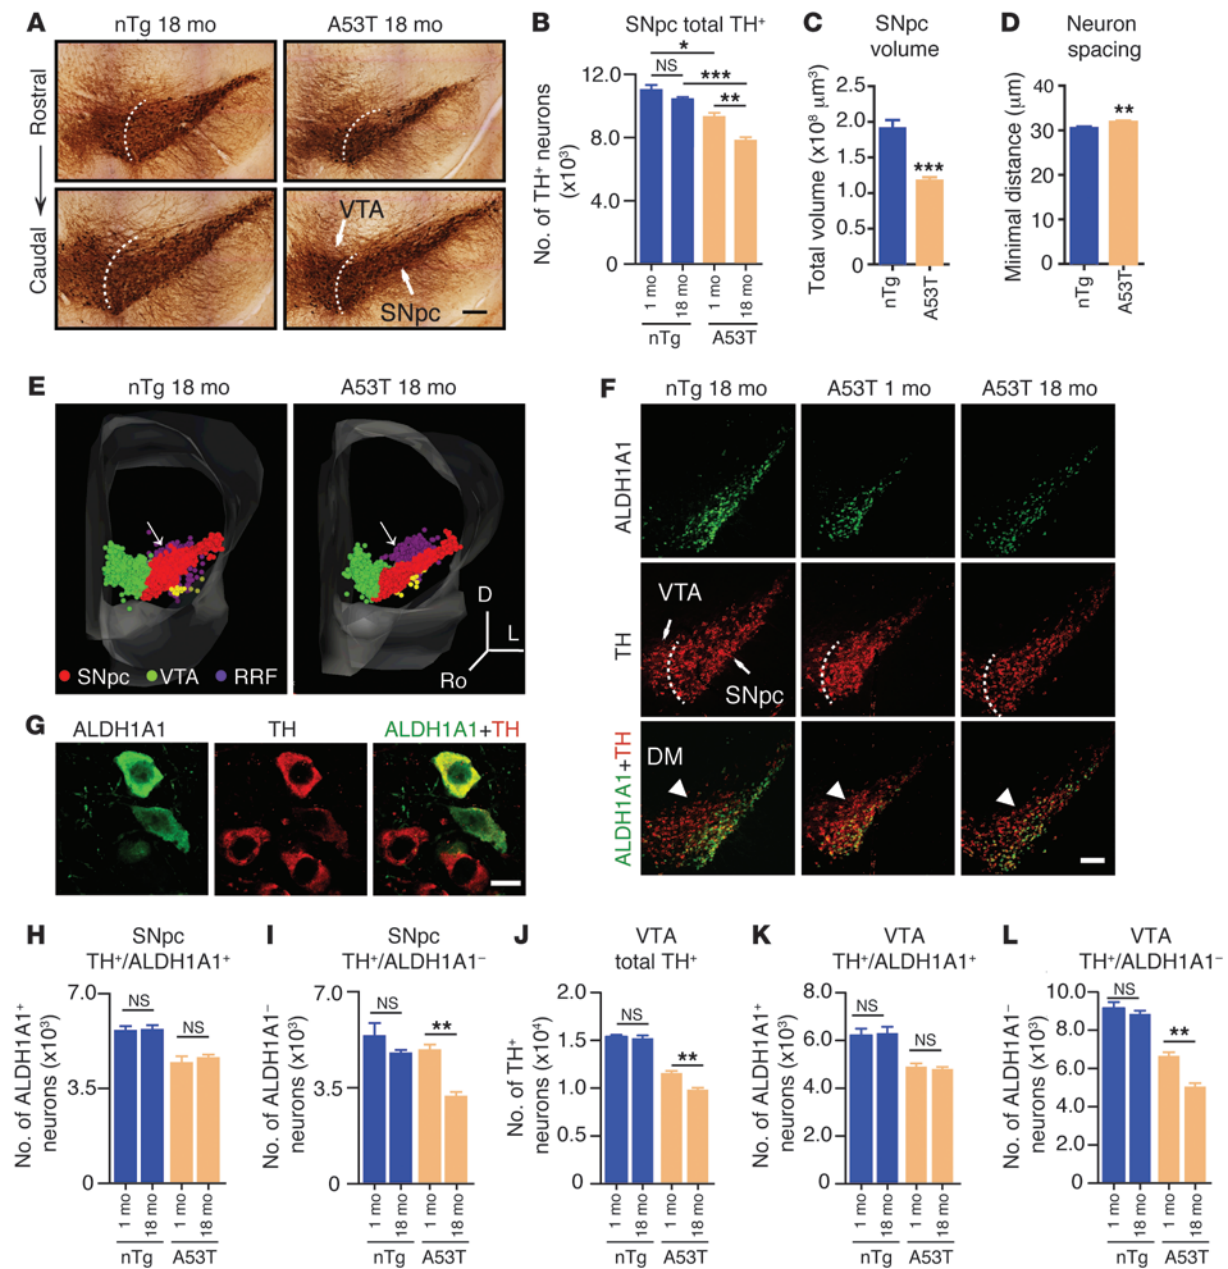 A
nTg 18 mo
A53T 18 mo
Rostral
Caudal
VTA
SNpc
B
SNpc total TH⁺
No. of TH⁺ neurons
(x10³)
12.0
8.0
4.0
0
*
NS
***
**
1 mo
18 mo
1 mo
18 mo
nTg
A53T
C
SNpc
volume
Total volume (x10⁸ μm³)
2.5
2.0
1.5
1.0
0.5
0
***
nTg
A53T
D
Neuron
spacing
Minimal distance (μm)
40
30
20
10
0
**
nTg
A53T
E
nTg 18 mo
A53T 18 mo
SNpc
VTA
RRF
D
L
Ro
F
nTg 18 mo
A53T 1 mo
A53T 18 mo
ALDH1A1
TH
VTA
SNpc
ALDH1A1+TH
DM
G
ALDH1A1
TH
ALDH1A1+TH
H
SNpc
TH⁺/ALDH1A1⁺
No. of ALDH1A1⁺
neurons (x10³)
7.0
3.5
0
NS
NS
1 mo
18 mo
1 mo
18 mo
nTg
A53T
I
SNpc
TH⁺/ALDH1A1⁻
No. of ALDH1A1⁻
neurons (x10³)
7.0
3.5
0
NS
**
1 mo
18 mo
1 mo
18 mo
nTg
A53T
J
VTA
total TH⁺
No. of TH⁺
neurons (x10⁴)
2.0
1.5
1.0
0.5
0
NS
**
1 mo
18 mo
1 mo
18 mo
nTg
A53T
K
VTA
TH⁺/ALDH1A1⁺
No. of ALDH1A1⁺
neurons (x10³)
8.0
6.0
4.0
2.0
0
NS
NS
1 mo
18 mo
1 mo
18 mo
nTg
A53T
L
VTA
TH⁺/ALDH1A1⁻
No. of ALDH1A1⁻
neurons (x10³)
10.0
8.0
6.0
4.0
2.0
0
NS
**
1 mo
18 mo
1 mo
18 mo
nTg
A53T